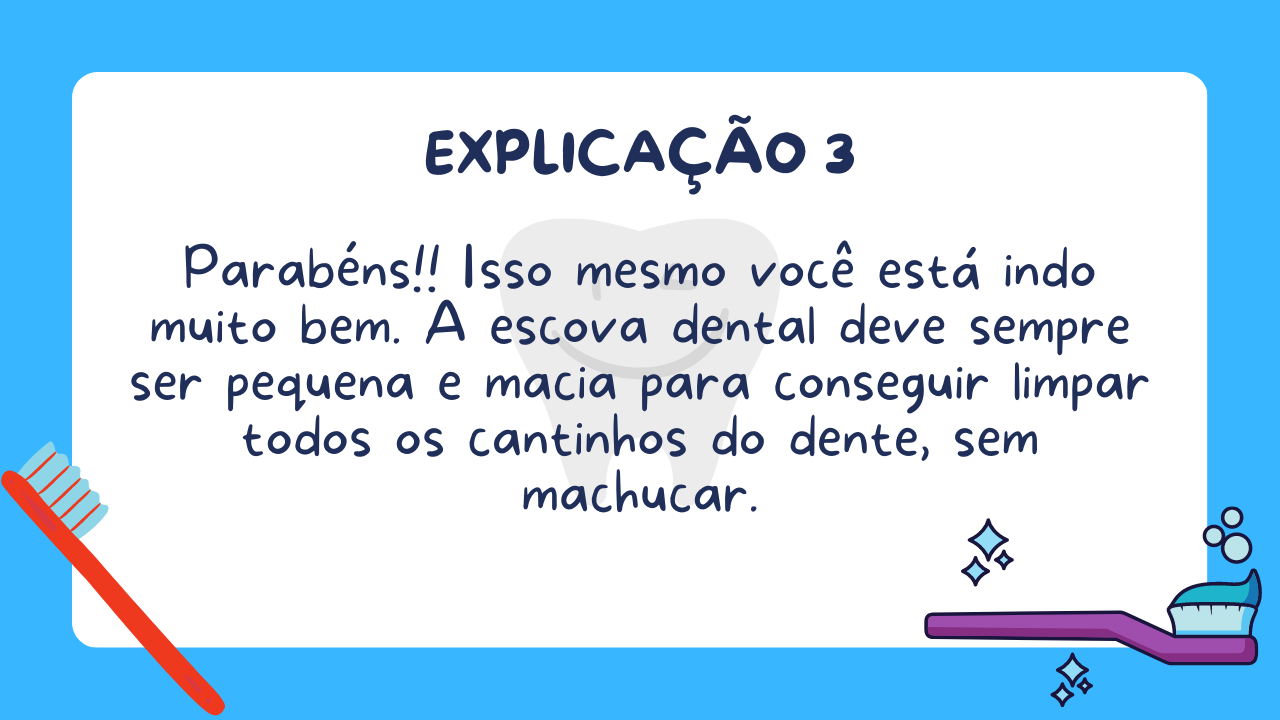 EXPLICAÇÃO 3
Parabéns!! Isso mesmo você está indo
muito bem. A escova dental deve sempre
ser pequena e macia para conseguir limpar
todos os cantinhos do dente, sem
machucar.